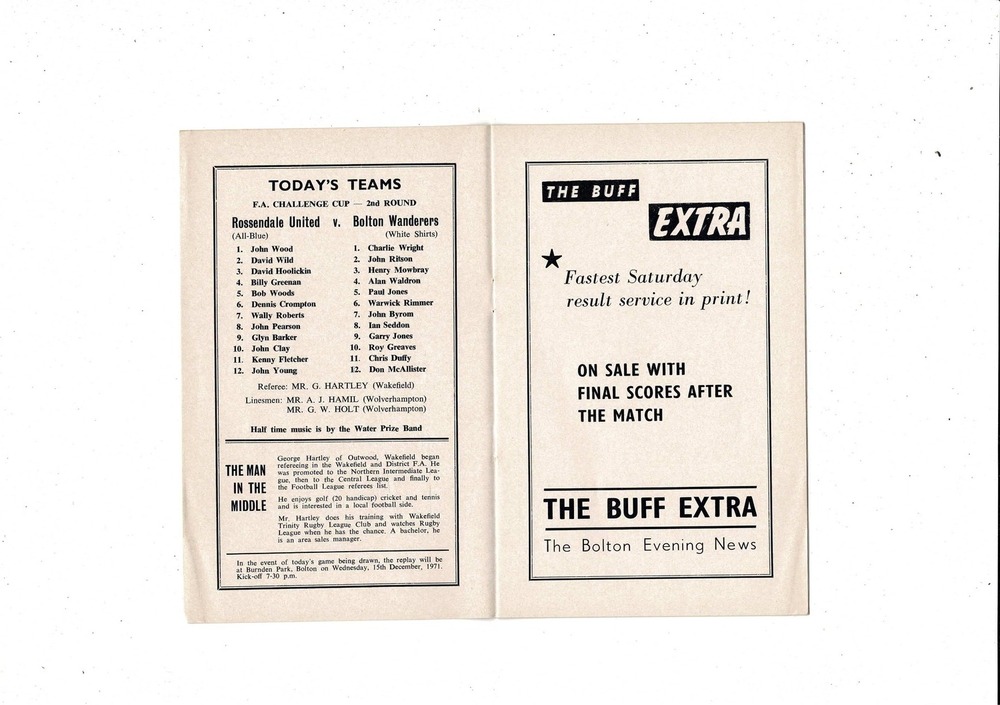 TODAY'S TEAMS
F.A. CHALLENGE CUP — 2nd ROUND
Rossendale United v. Bolton Wanderers
(All-Blue) (White Shirts)
1. John Wood 1. Charlie Wright
2. David Wild 2. John Ritson
3. David Hoolickin 3. Henry Mowbray
4. Billy Greenan 4. Alan Waldron
5. Bob Woods 5. Paul Jones
6. Dennis Crompton 6. Warwick Rimmer
7. Wally Roberts 7. John Byrom
8. John Pearson 8. Ian Seddon
9. Glyn Barker 9. Garry Jones
10. John Clay 10. Roy Greaves
11. Kenny Fletcher 11. Chris Duffy
12. John Young 12. Don McAllister
Referee: MR. G. HARTLEY (Wakefield)
Linesmen: MR. A. J. HAMIL (Wolverhampton)
MR. G. W. HOLT (Wolverhampton)
Half time music is by the Water Prize Band
THE MAN
IN THE
MIDDLE
George Hartley of Outwood, Wakefield began
refereeing in the Wakefield and District F.A. He
was promoted to the Northern Intermediate Lea-
gue, then to the Central League and finally to
the Football League referees list.
He enjoys golf (20 handicap) cricket and tennis
and is interested in a local football side.
Mr. Hartley does his training with Wakefield
Trinity Rugby League Club and watches Rugby
League when he has the chance. A bachelor, he
is an area sales manager.
In the event of today's game being drawn, the replay will be
at Burnden Park, Bolton on Wednesday, 15th December, 1971.
Kick-off 7-30 p.m.
THE BUFF
EXTRA
Fastest Saturday
result service in print!
ON SALE WITH
FINAL SCORES AFTER
THE MATCH
THE BUFF EXTRA
The Bolton Evening News